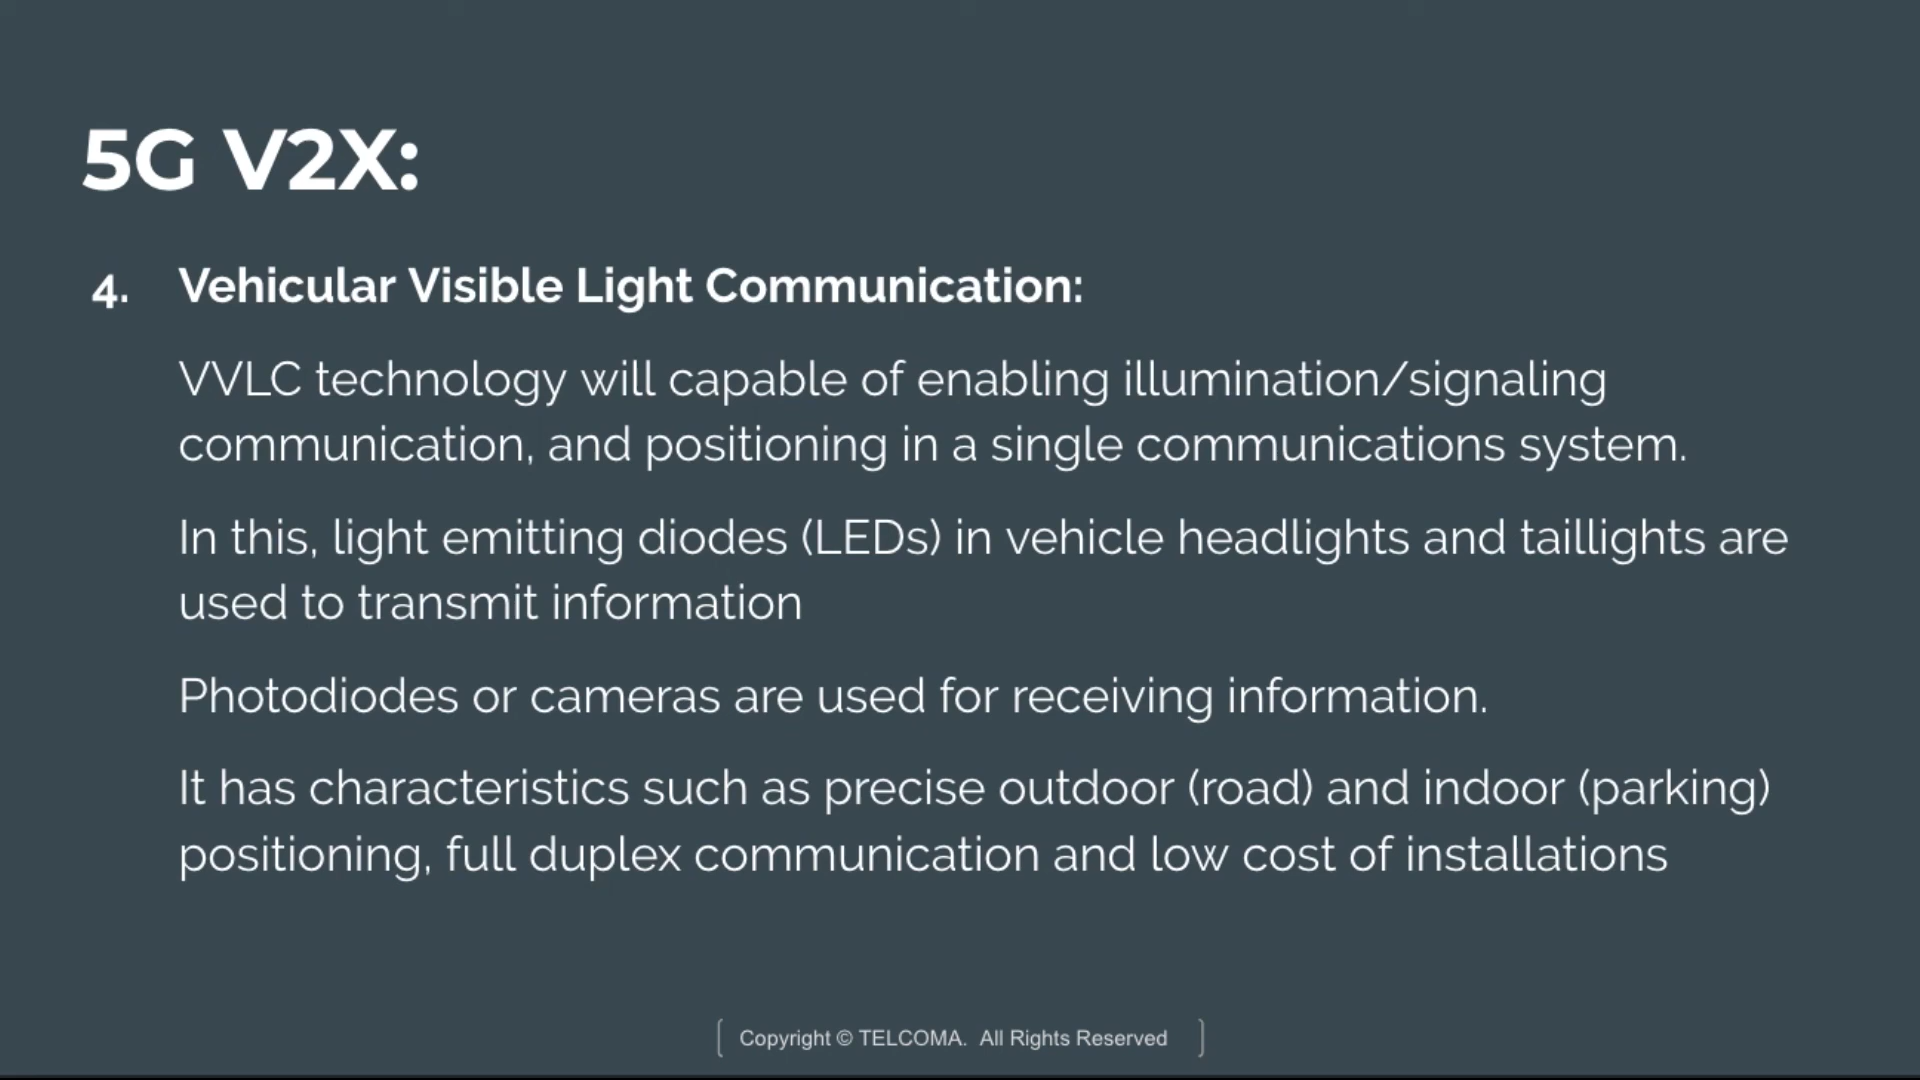 5G V2X:
4. Vehicular Visible Light Communication:
VVLC technology will capable of enabling illumination/signaling
communication, and positioning in a single communications system.
In this, light emitting diodes (LEDs) in vehicle headlights and taillights are
used to transmit information
Photodiodes or cameras are used for receiving information.
It has characteristics such as precise outdoor (road) and indoor (parking)
positioning, full duplex communication and low cost of installations
Copyright © TELCOMA. All Rights Reserved